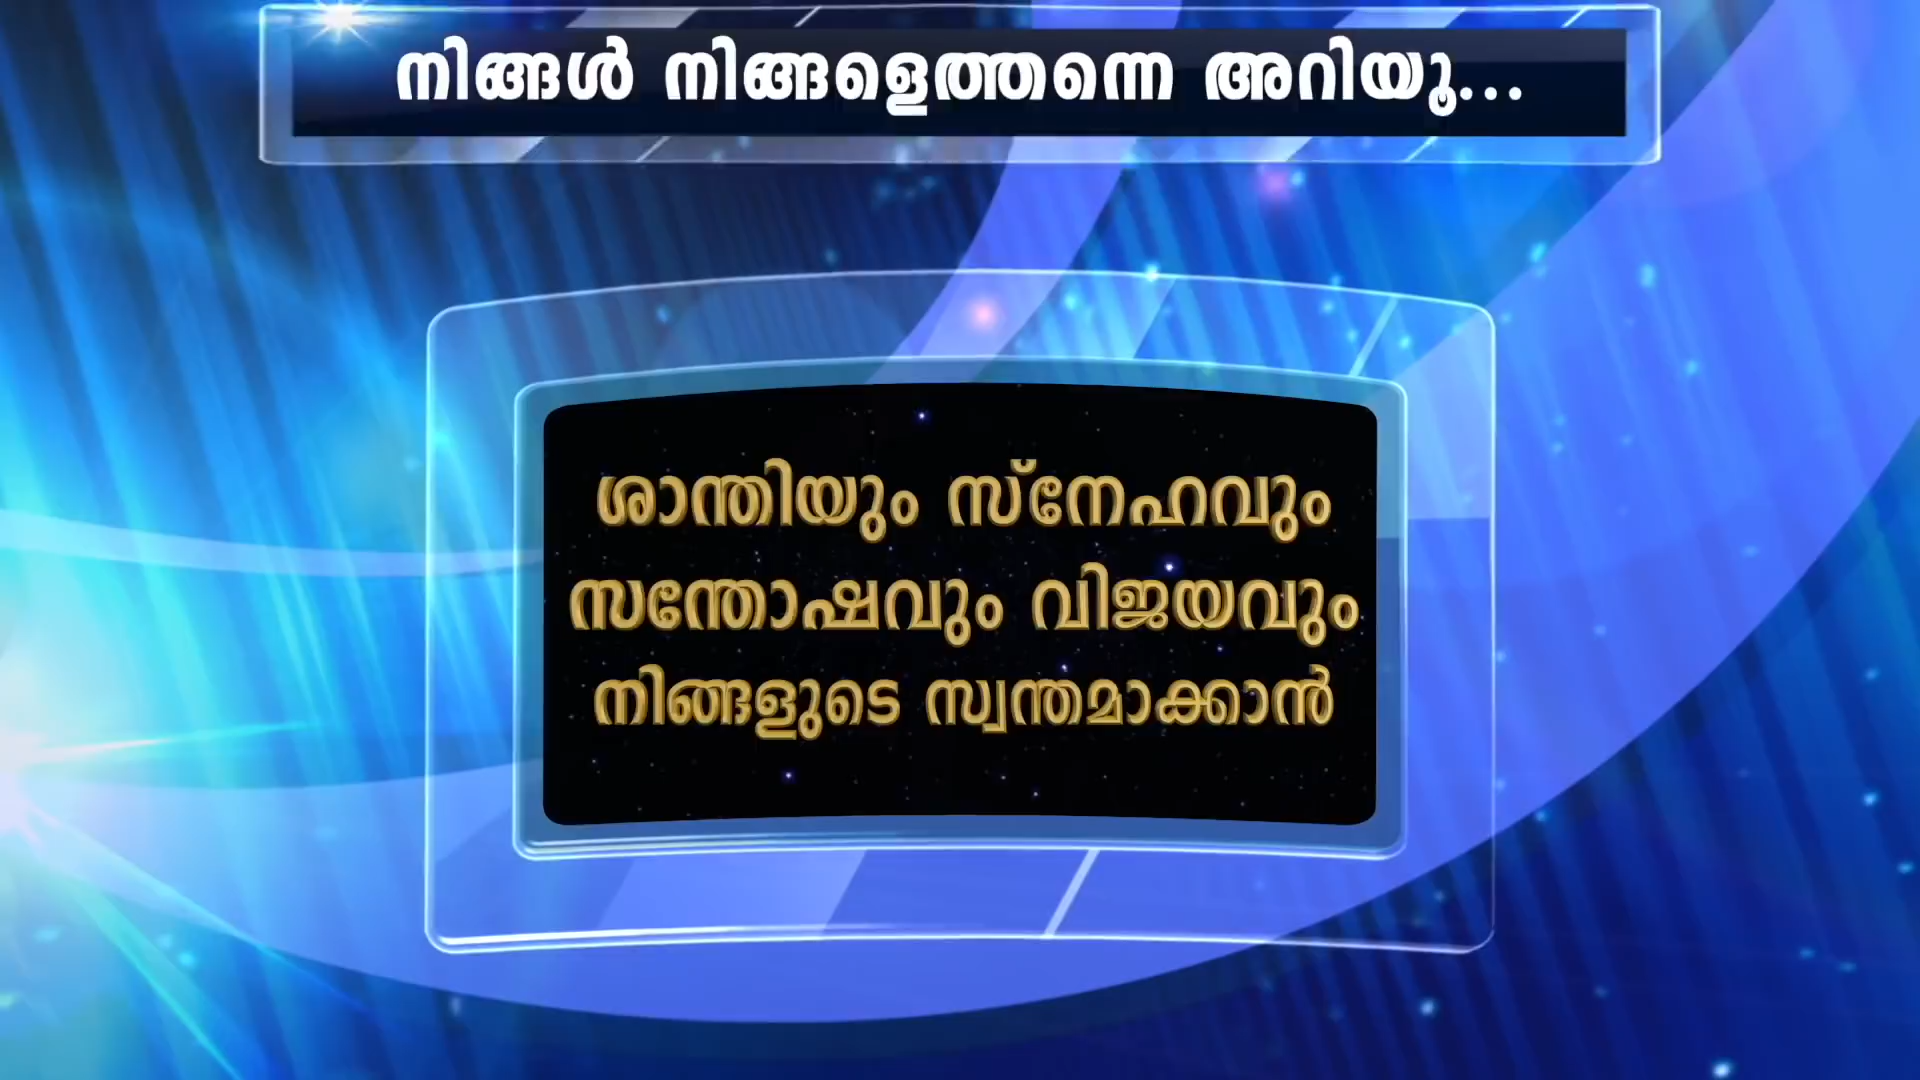 നിങ്ങൾ നിങ്ങളെത്തന്നെ അറിയൂ...
ശാന്തിയും സ്നേഹവും
സന്തോഷവും വിജയവും
നിങ്ങളുടെ സ്വന്തമാക്കാൻ